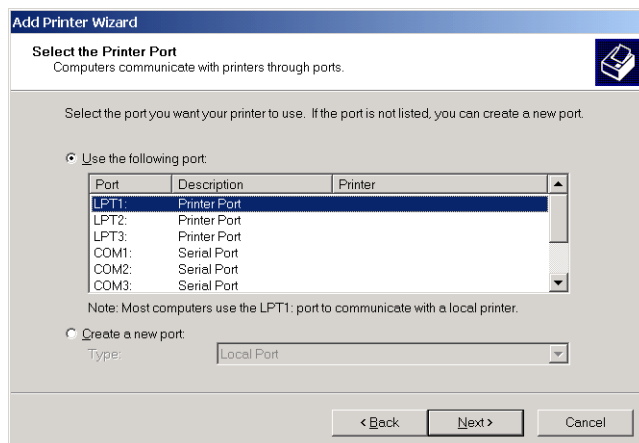 Add Printer Wizard
Select the Printer Port
Computers communicate with printers through ports.
Select the port you want your printer to use. If the port is not listed, you can create a new port.
Use the following port:
Port Description Printer
LPT1: Printer Port
LPT2: Printer Port
LPT3: Printer Port
COM1: Serial Port
COM2: Serial Port
COM3: Serial Port
Note: Most computers use the LPT1: port to communicate with a local printer.
Create a new port:
Type: Local Port
< Back Next > Cancel